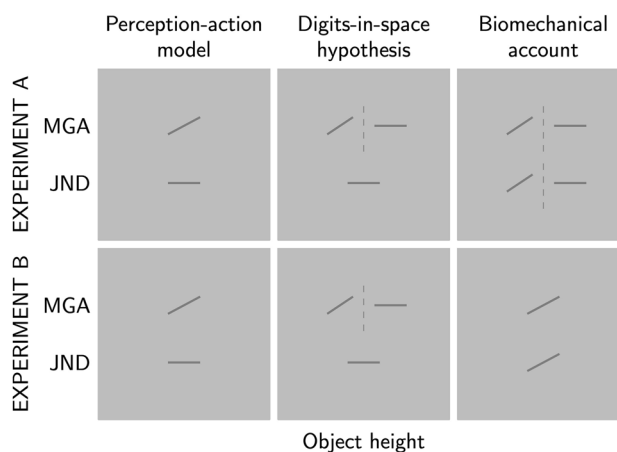 Perception-action
model
Digits-in-space
hypothesis
Biomechanical
account
EXPERIMENT A
MGA
JND
EXPERIMENT B
MGA
JND
Object height